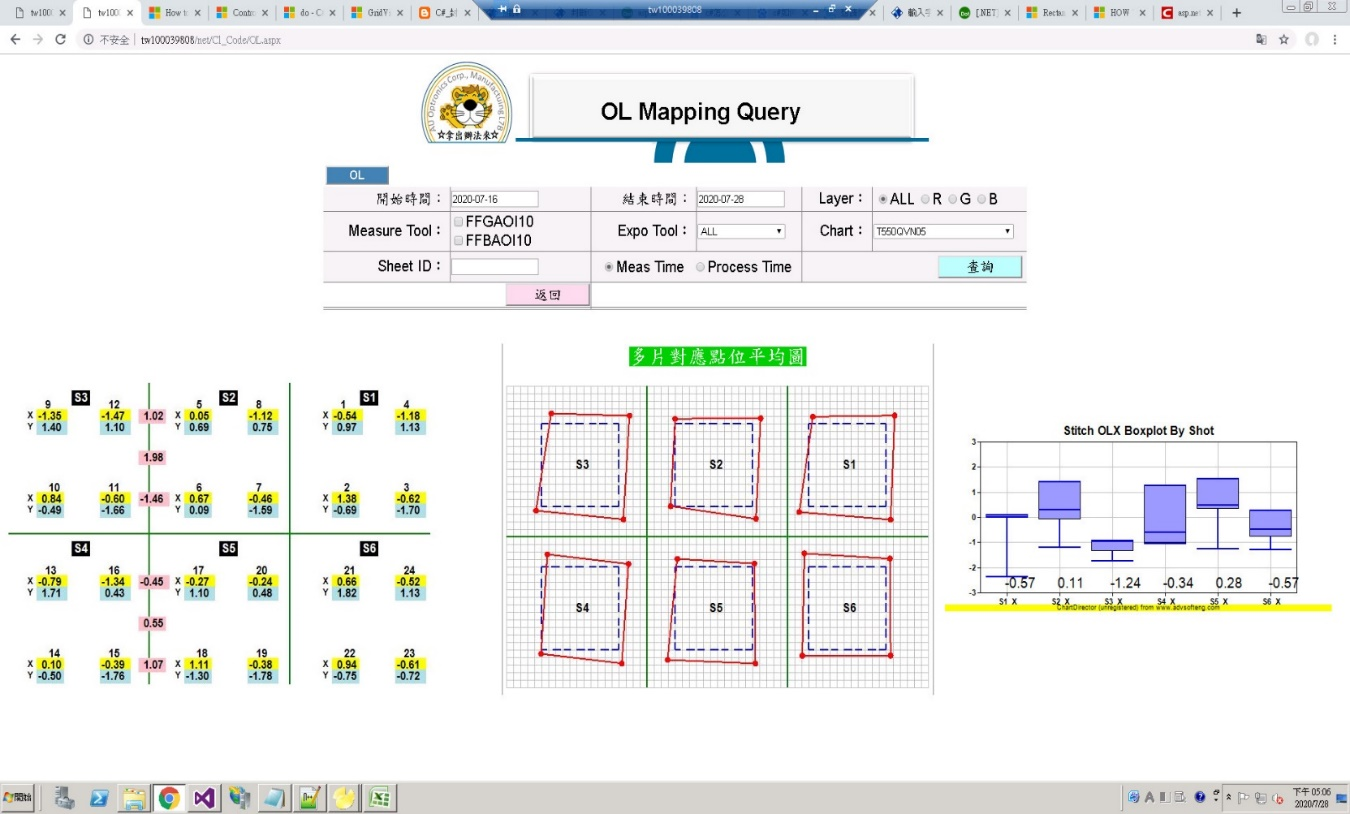 tw100
tw100
How t
Contr
do - C
GridV
C#_
tw100039808
載入
[NET]
Recta
HOW
asp.ne
不安全 | tw100039808/net/Cl_Code/OL.aspx
AU Optronics Corp., Manufacturing L7B
☆拿出辦法來☆
OL Mapping Query
OL
開始時間： 2020-07-16 結束時間： 2020-07-28 Layer： ALL R G B
Measure Tool： FFGAOI10 FFBAOI10 Expo Tool： ALL Chart： T550QVN05
Sheet ID： Meas Time Process Time 查詢
返回
S3 S2 S1
9 12 5 8 1 4
X -1.35 -1.47 1.02 X 0.05 -1.12 X -0.54 -1.18
Y 1.40 1.10 Y 0.69 0.75 Y 0.97 1.13
1.98
10 11 6 7 2 3
X 0.84 -0.60 -1.46 X 0.67 -0.46 X 1.38 -0.62
Y -0.49 -1.66 Y 0.09 -1.59 Y -0.69 -1.70
S4 S5 S6
13 16 17 20 21 24
X -0.79 -1.34 -0.45 X -0.27 -0.24 X 0.66 -0.52
Y 1.71 0.43 Y 1.10 0.48 Y 1.82 1.13
0.55
14 15 18 19 22 23
X 0.10 -0.39 1.07 X 1.11 -0.38 X 0.94 -0.61
Y -0.50 -1.76 Y -1.30 -1.78 Y -0.75 -0.72
多片對應點位平均圖
S3 S2 S1
S4 S5 S6
Stitch OLX Boxplot By Shot
3
2
1
0
-1
-2
-3
-0.57 0.11 -1.24 -0.34 0.28 -0.57
S1 X S2 X S3 X S4 X S5 X S6 X
ChartDirector (unregistered) from www.advsofteng.com
開始
下午 05:06
2020/7/28